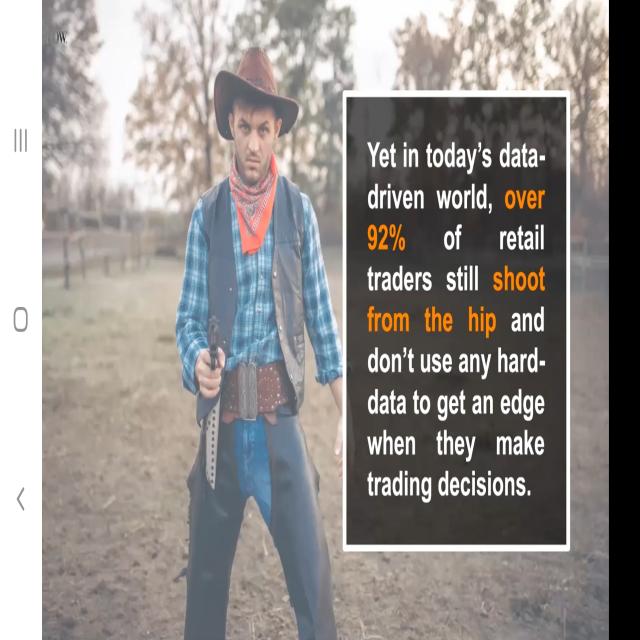 Yet in today's data-
driven world, over
92% of retail
traders still shoot
from the hip and
don't use any hard-
data to get an edge
when they make
trading decisions.